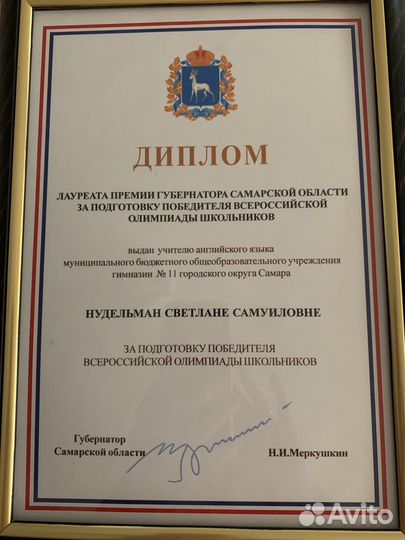 ДИПЛОМ
ЛАУРЕАТА ПРЕМИИ ГУБЕРНАТОРА САМАРСКОЙ ОБЛАСТИ
ЗА ПОДГОТОВКУ ПОБЕДИТЕЛЯ ВСЕРОССИЙСКОЙ
ОЛИМПИАДЫ ШКОЛЬНИКОВ
выдан учителю английского языка
муниципального бюджетного общеобразовательного учреждения
гимназии № 11 городского округа Самара
НУДЕЛЬМАН СВЕТЛАНЕ САМУИЛОВНЕ
ЗА ПОДГОТОВКУ ПОБЕДИТЕЛЯ
ВСЕРОССИЙСКОЙ ОЛИМПИАДЫ ШКОЛЬНИКОВ
Губернатор
Самарской области
Н.И.Меркушкин
Avito